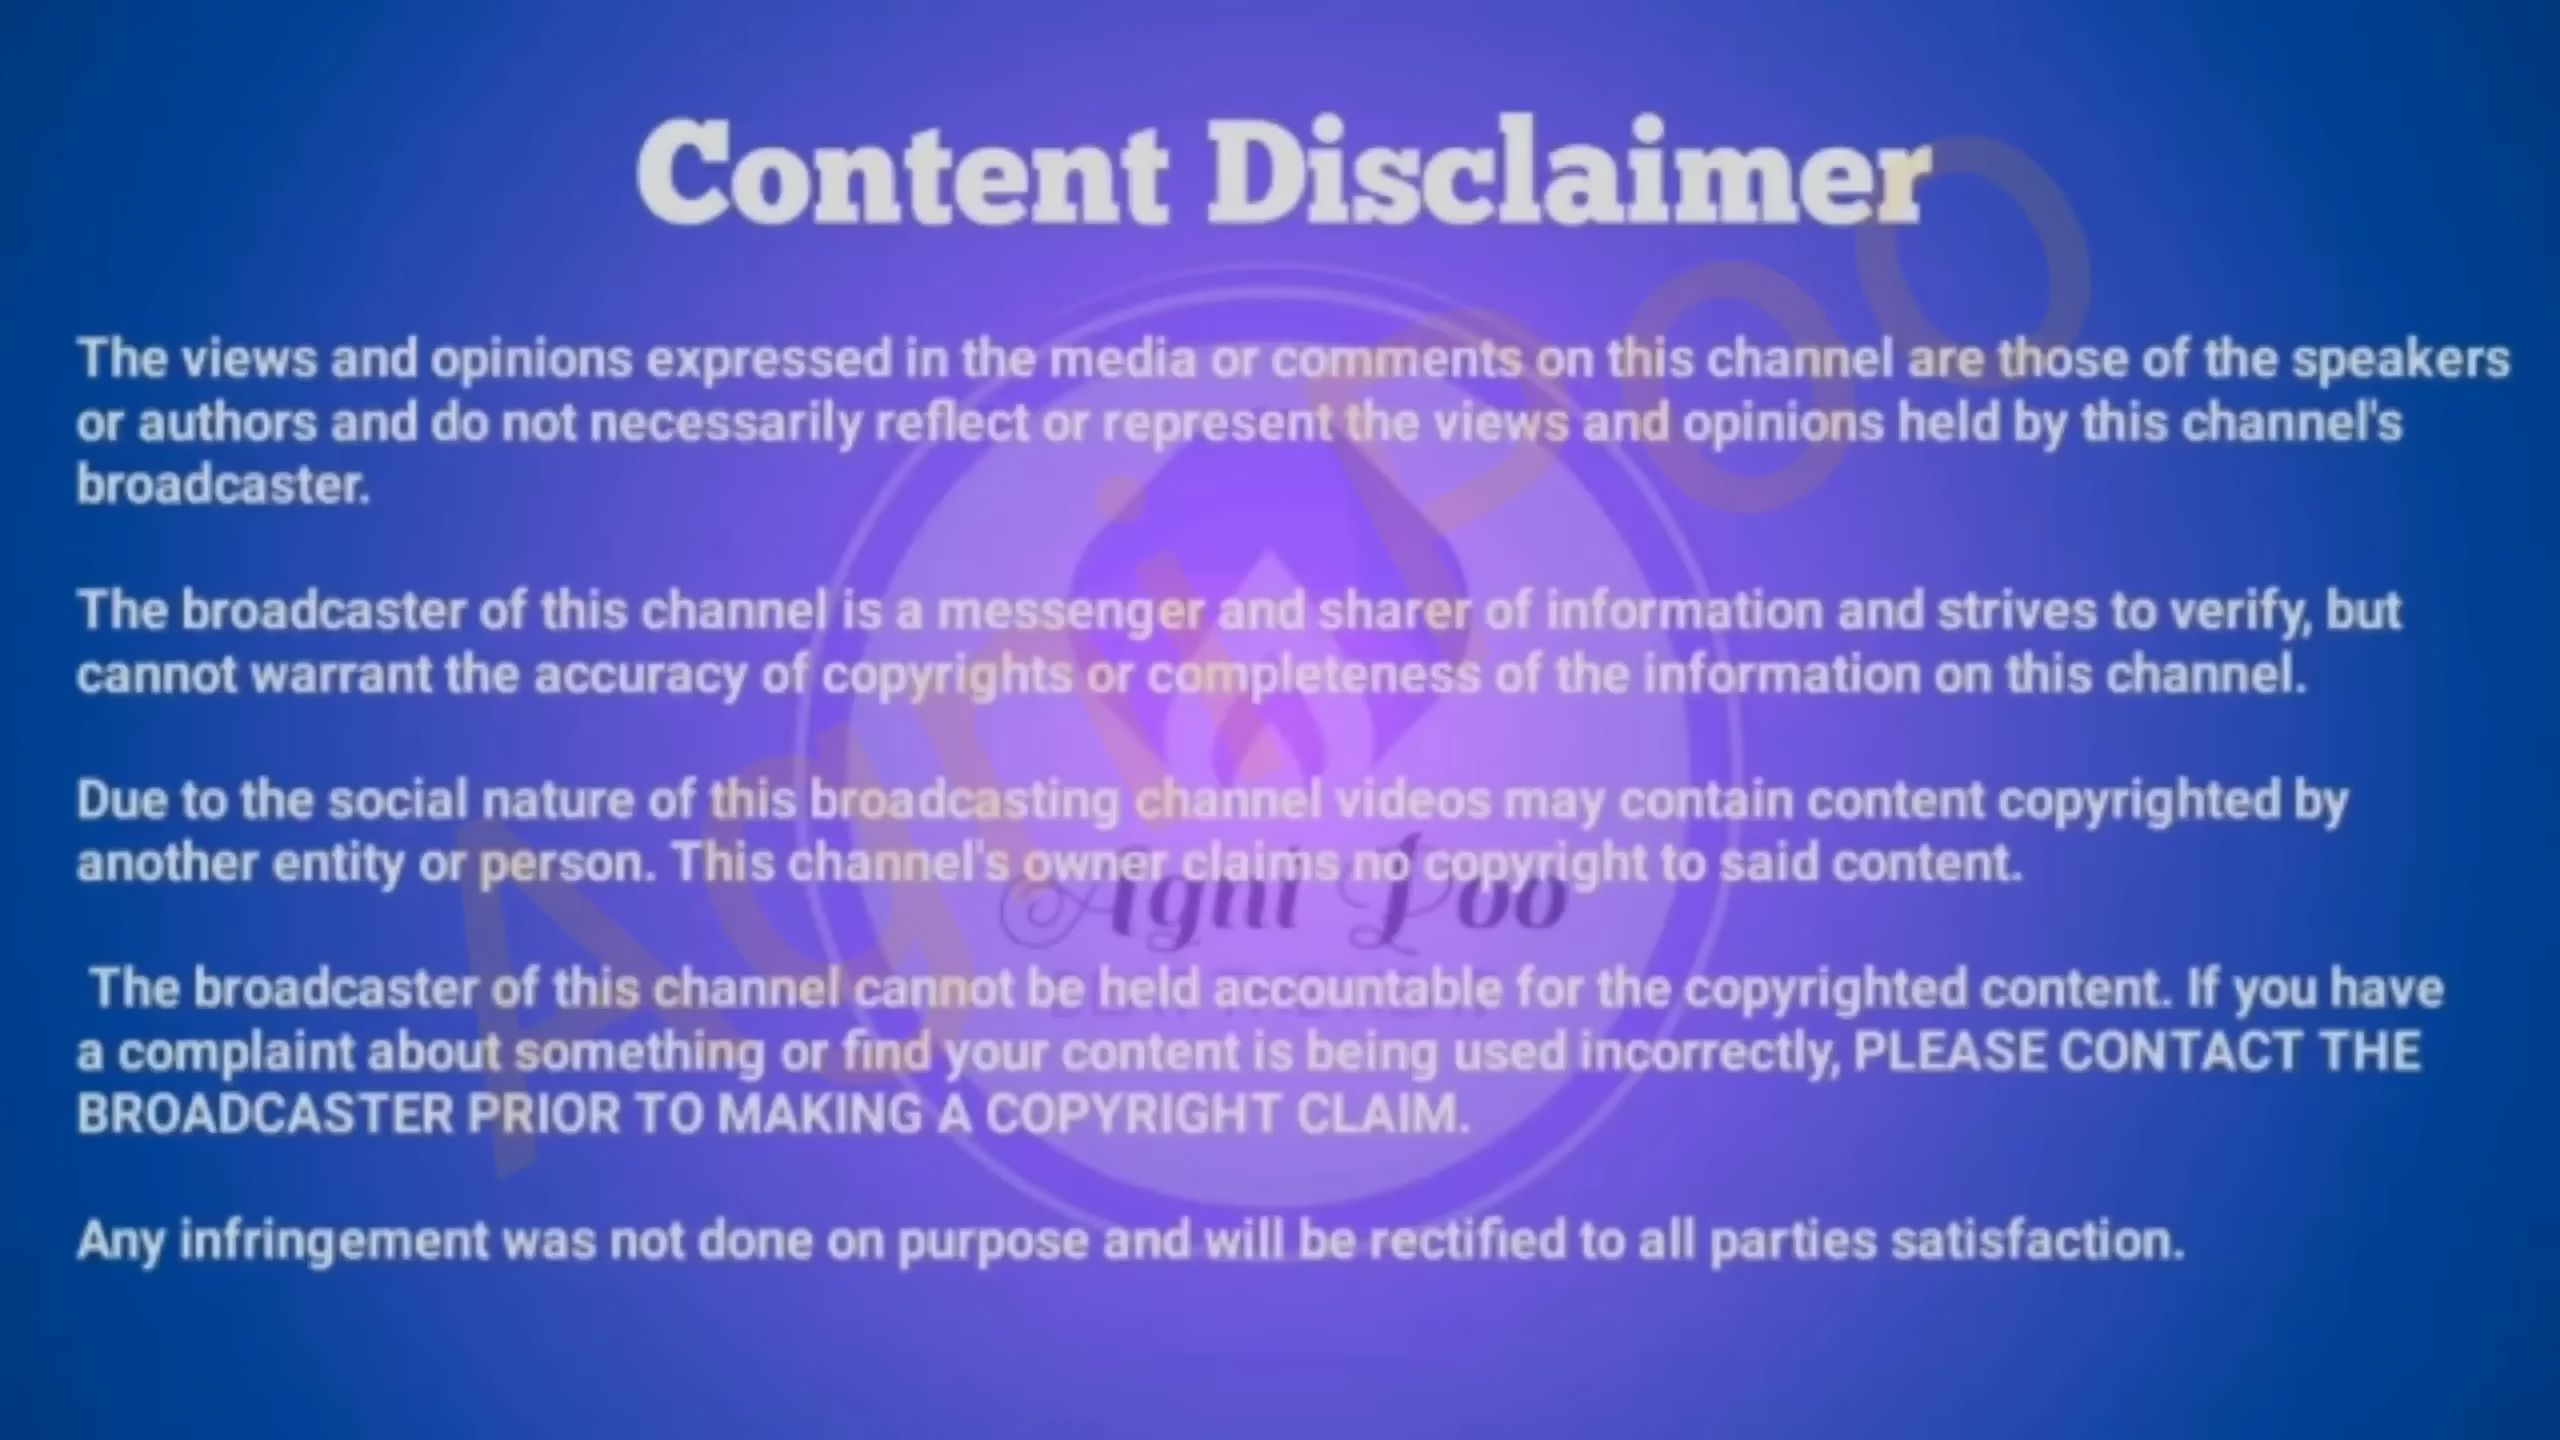 Content Disclaimer
The views and opinions expressed in the media or comments on this channel are those of the speakers
or authors and do not necessarily reflect or represent the views and opinions held by this channel's
broadcaster.
The broadcaster of this channel is a messenger and sharer of information and strives to verify, but
cannot warrant the accuracy of copyrights or completeness of the information on this channel.
Due to the social nature of this broadcasting channel videos may contain content copyrighted by
another entity or person. This channel's owner claims no copyright to said content.
The broadcaster of this channel cannot be held accountable for the copyrighted content. If you have
a complaint about something or find your content is being used incorrectly, PLEASE CONTACT THE
BROADCASTER PRIOR TO MAKING A COPYRIGHT CLAIM.
Any infringement was not done on purpose and will be rectified to all parties satisfaction.
Agni Poo
Agni Poo